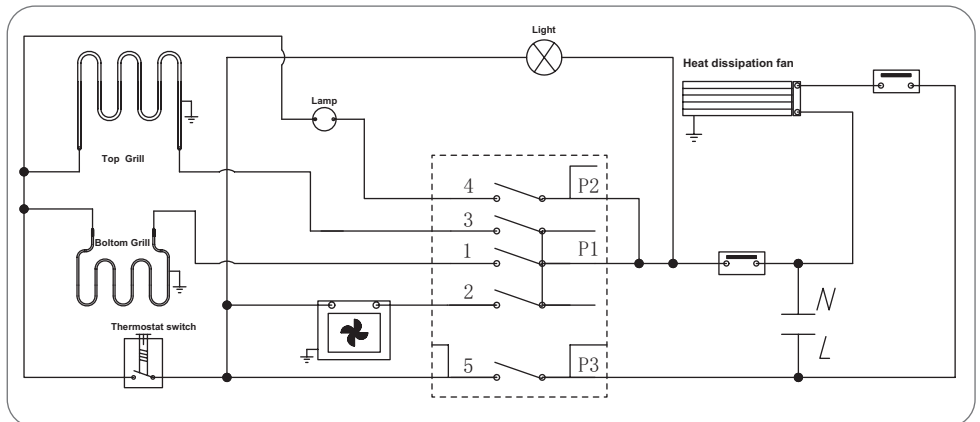 Light
Heat dissipation fan
Lamp
Top Grill
4
P2
3
Boltom Grill
1
P1
2
N
Thermostat switch
L
5
P3